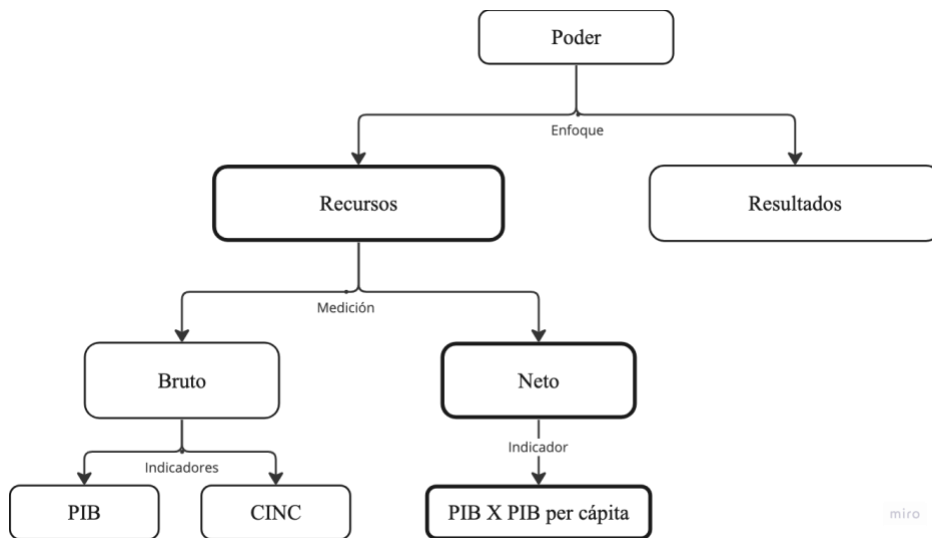 Poder
Enfoque
Recursos
Resultados
Medición
Bruto
Neto
Indicadores
Indicador
PIB
CINC
PIB X PIB per cápita
miro